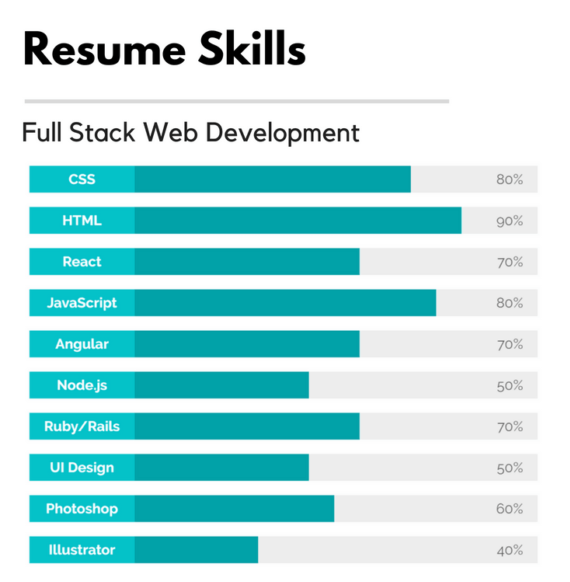 Resume Skills
Full Stack Web Development
CSS 80%
HTML 90%
React 70%
JavaScript 80%
Angular 70%
Node.js 50%
Ruby/Rails 70%
UI Design 50%
Photoshop 60%
Illustrator 40%